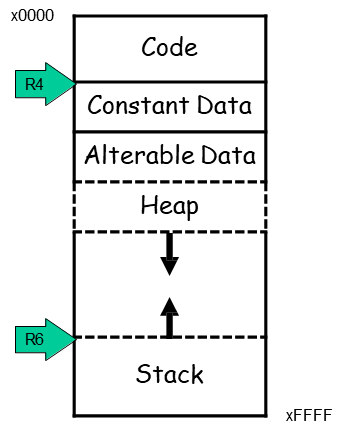 x0000
Code
R4
Constant Data
Alterable Data
Heap
R6
Stack
xFFFF